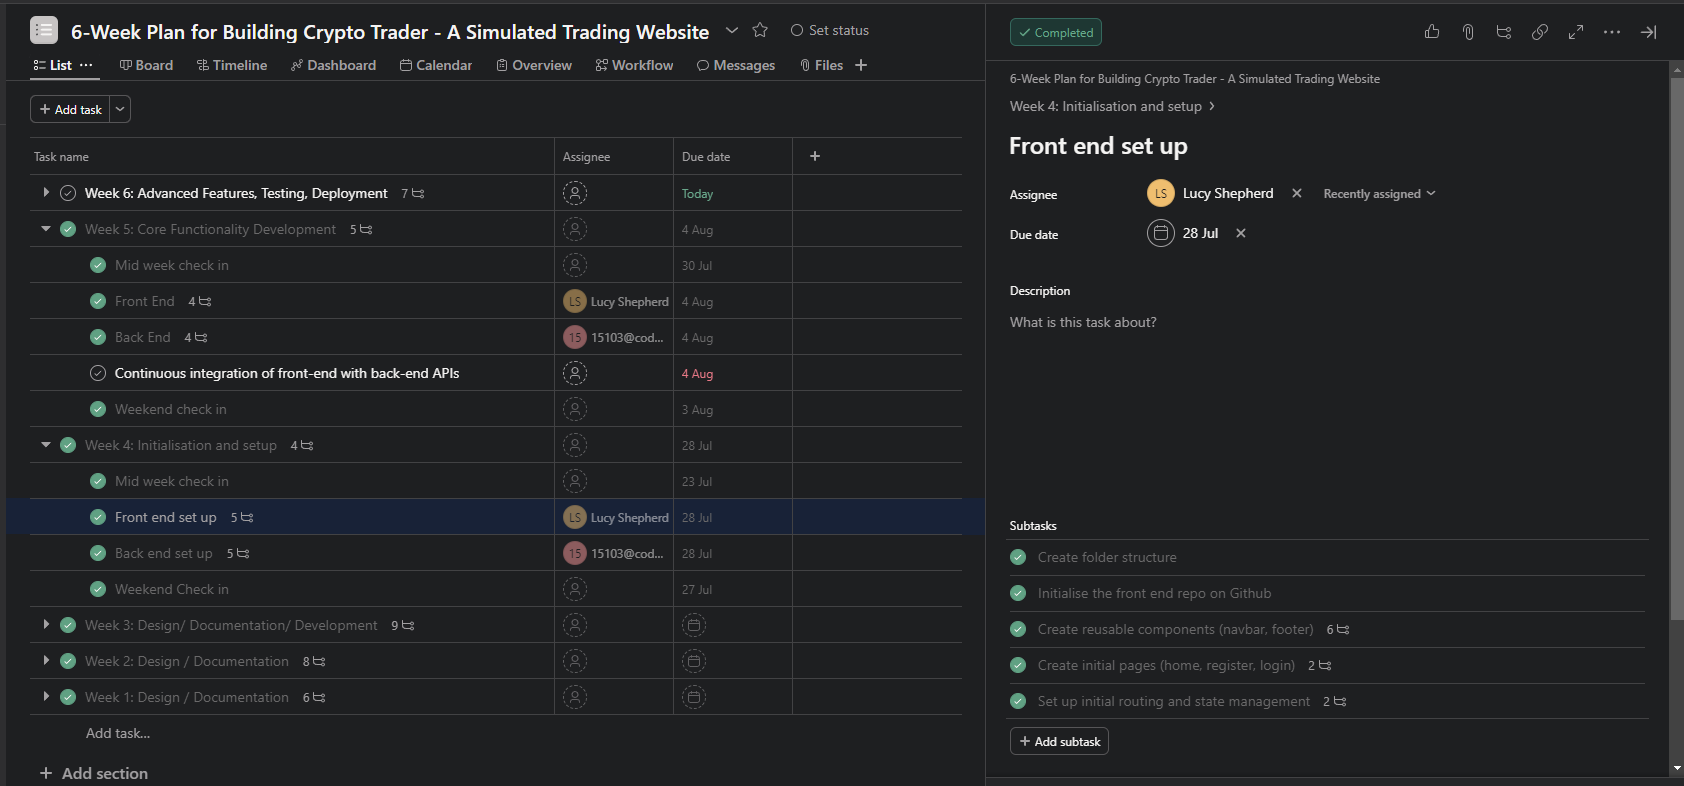 6-Week Plan for Building Crypto Trader - A Simulated Trading Website
Set status
List
Board
Timeline
Dashboard
Calendar
Overview
Workflow
Messages
Files
+ Add task
Task name Assignee Due date
Week 6: Advanced Features, Testing, Deployment 7 Today
Week 5: Core Functionality Development 5 4 Aug
Mid week check in 30 Jul
Front End 4 LS Lucy Shepherd 4 Aug
Back End 4 15 15103@cod... 4 Aug
Continuous integration of front-end with back-end APIs 4 Aug
Weekend check in 3 Aug
Week 4: Initialisation and setup 4 28 Jul
Mid week check in 23 Jul
Front end set up 5 LS Lucy Shepherd 28 Jul
Back end set up 5 15 15103@cod... 28 Jul
Weekend Check in 27 Jul
Week 3: Design/ Documentation/ Development 9
Week 2: Design / Documentation 8
Week 1: Design / Documentation 6
Add task...
+ Add section
Completed
6-Week Plan for Building Crypto Trader - A Simulated Trading Website
Week 4: Initialisation and setup
Front end set up
Assignee LS Lucy Shepherd Recently assigned
Due date 28 Jul
Description
What is this task about?
Subtasks
Create folder structure
Initialise the front end repo on Github
Create reusable components (navbar, footer) 6
Create initial pages (home, register, login) 2
Set up initial routing and state management 2
+ Add subtask